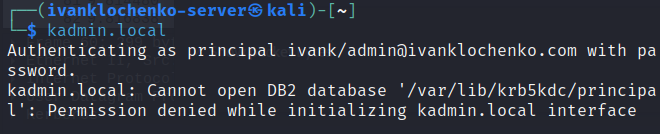 ┌──(ivanklochenko-server㉿kali)-[~]
└─$ kadmin.local
Authenticating as principal ivank/admin@ivanklochenko.com with pa
ssword.
kadmin.local: Cannot open DB2 database '/var/lib/krb5kdc/principa
l': Permission denied while initializing kadmin.local interface